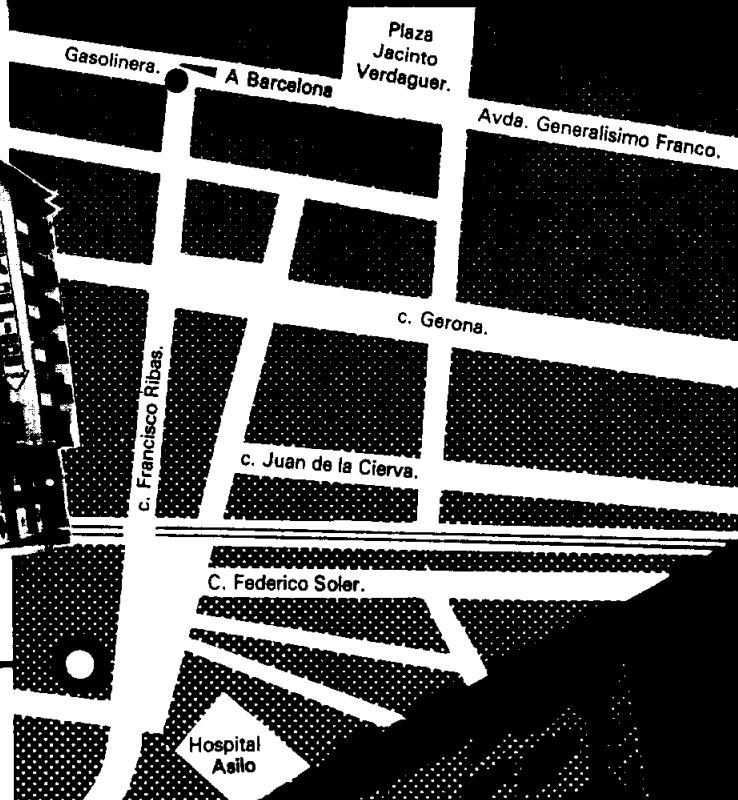 Plaza
Jacinto
Verdaguer.
Gasolinera.
A Barcelona
Avda. Generalisimo Franco.
c. Gerona.
c. Francisco Ribas.
c. Juan de la Cierva.
C. Federico Soler.
Hospital
Asilo